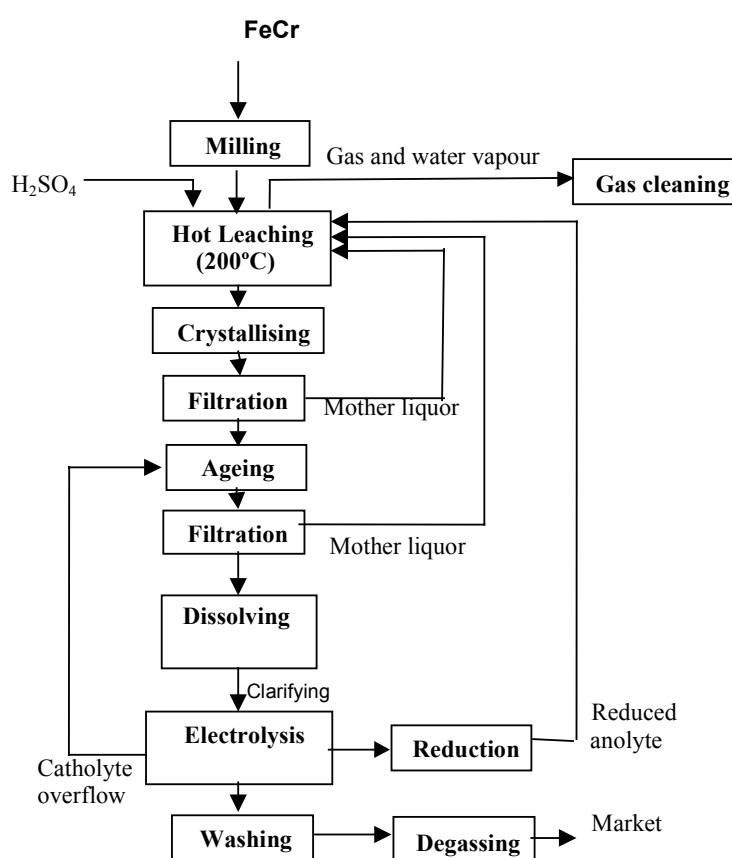 FeCr
Milling
Gas and water vapour
H₂SO₄
Gas cleaning
Hot Leaching
(200ºC)
Crystallising
Filtration
Mother liquor
Ageing
Filtration
Mother liquor
Dissolving
Clarifying
Electrolysis
Reduction
Reduced
anolyte
Catholyte
overflow
Washing
Degassing
Market